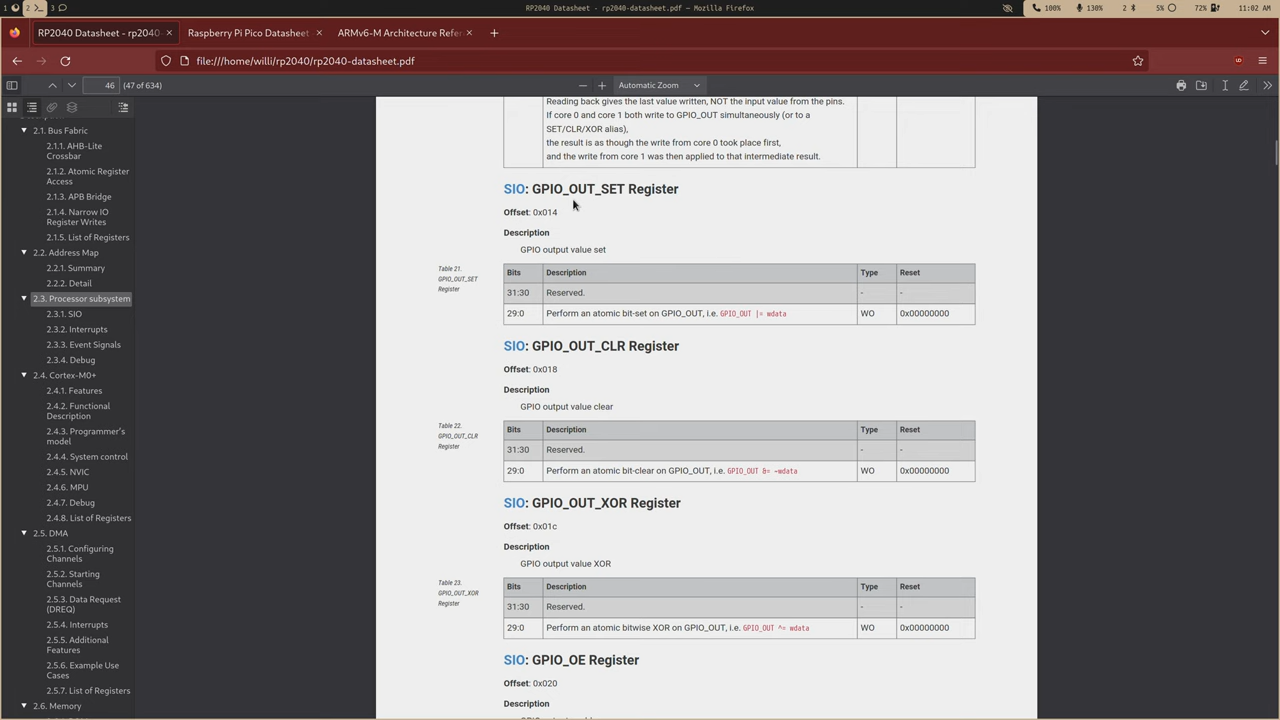 1
2
3
RP2040 Datasheet - rp2040-datasheet.pdf — Mozilla Firefox
100%
130%
2
5%
72%
11:02 AM
RP2040 Datasheet - rp2040-
Raspberry Pi Pico Datasheet
ARMv6-M Architecture Refer
file:///home/willi/rp2040/rp2040-datasheet.pdf
46
(47 of 634)
Automatic Zoom
2.1. Bus Fabric
2.1.1. AHB-Lite
Crossbar
2.1.2. Atomic Register
Access
2.1.3. APB Bridge
2.1.4. Narrow IO
Register Writes
2.1.5. List of Registers
2.2. Address Map
2.2.1. Summary
2.2.2. Detail
2.3. Processor subsystem
2.3.1. SIO
2.3.2. Interrupts
2.3.3. Event Signals
2.3.4. Debug
2.4. Cortex-M0+
2.4.1. Features
2.4.2. Functional
Description
2.4.3. Programmer's
model
2.4.4. System control
2.4.5. NVIC
2.4.6. MPU
2.4.7. Debug
2.4.8. List of Registers
2.5. DMA
2.5.1. Configuring
Channels
2.5.2. Starting
Channels
2.5.3. Data Request
(DREQ)
2.5.4. Interrupts
2.5.5. Additional
Features
2.5.6. Example Use
Cases
2.5.7. List of Registers
2.6. Memory
Reading back gives the last value written, NOT the input value from the pins.
If core 0 and core 1 both write to GPIO_OUT simultaneously (or to a
SET/CLR/XOR alias),
the result is as though the write from core 0 took place first,
and the write from core 1 was then applied to that intermediate result.
SIO: GPIO_OUT_SET Register
Offset: 0x014
Description
GPIO output value set
Table 21.
GPIO_OUT_SET
Register
Bits Description Type Reset
31:30 Reserved. - -
29:0 Perform an atomic bit-set on GPIO_OUT, i.e. GPIO_OUT |= wdata WO 0x00000000
SIO: GPIO_OUT_CLR Register
Offset: 0x018
Description
GPIO output value clear
Table 22.
GPIO_OUT_CLR
Register
Bits Description Type Reset
31:30 Reserved. - -
29:0 Perform an atomic bit-clear on GPIO_OUT, i.e. GPIO_OUT &= ~wdata WO 0x00000000
SIO: GPIO_OUT_XOR Register
Offset: 0x01c
Description
GPIO output value XOR
Table 23.
GPIO_OUT_XOR
Register
Bits Description Type Reset
31:30 Reserved. - -
29:0 Perform an atomic bitwise XOR on GPIO_OUT, i.e. GPIO_OUT ^= wdata WO 0x00000000
SIO: GPIO_OE Register
Offset: 0x020
Description